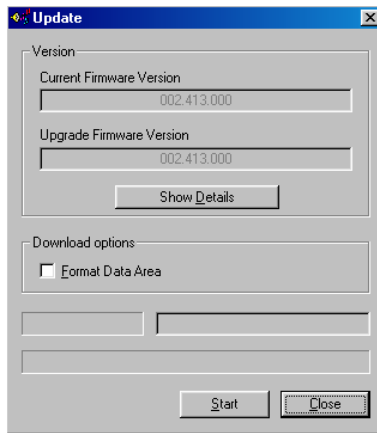 Update
Version
Current Firmware Version
002.413.000
Upgrade Firmware Version
002.413.000
Show Details
Download options
Format Data Area
Start
Close